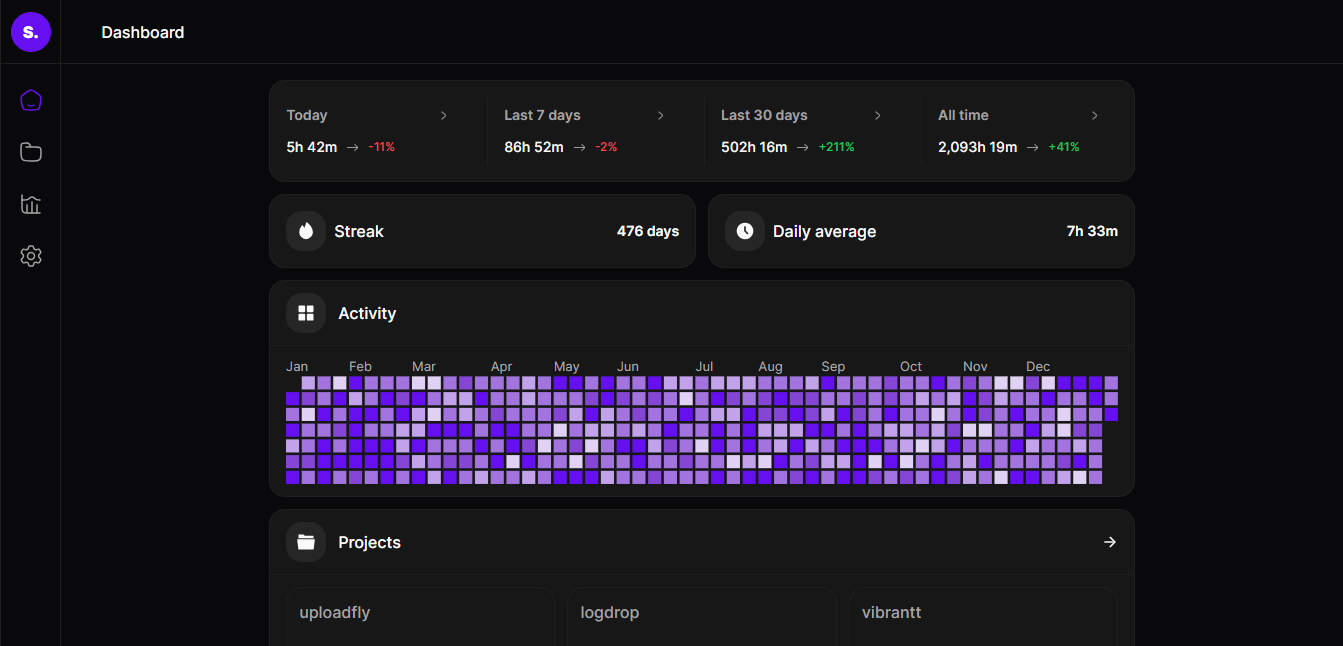 s.
Dashboard
Today
Last 7 days
Last 30 days
All time
5h 42m → -11%
86h 52m → -2%
502h 16m → +211%
2,093h 19m → +41%
Streak
476 days
Daily average
7h 33m
Activity
Jan Feb Mar Apr May Jun Jul Aug Sep Oct Nov Dec
Projects
uploadfly
logdrop
vibrantt